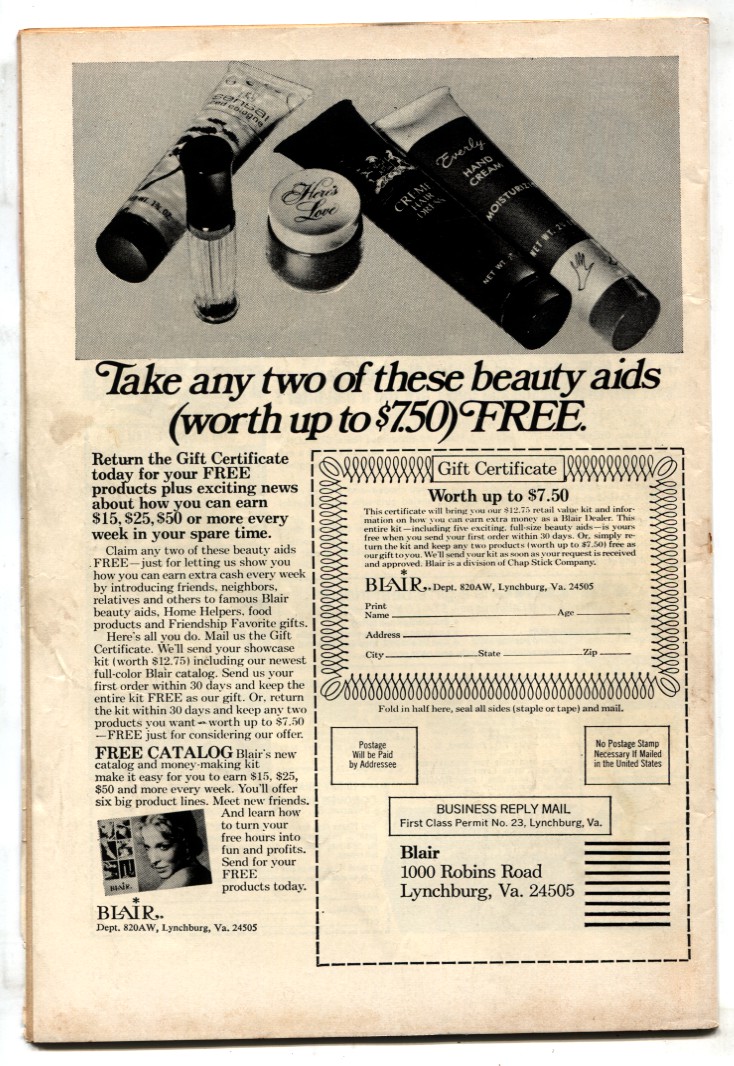 sensai
cologne
Here's
Love
CREME
HAIR
DRESS
NET WT.
Everly
HAND
CREAM
MOISTURIZ
NET WT. 2
Take any two of these beauty aids
(worth up to $7.50) FREE.
Return the Gift Certificate
today for your FREE
products plus exciting news
about how you can earn
$15, $25, $50 or more every
week in your spare time.
Claim any two of these beauty aids
FREE—just for letting us show you
how you can earn extra cash every week
by introducing friends, neighbors,
relatives and others to famous Blair
beauty aids, Home Helpers, food
products and Friendship Favorite gifts.
Here's all you do. Mail us the Gift
Certificate. We'll send your showcase
kit (worth $12.75) including our newest
full-color Blair catalog. Send us your
first order within 30 days and keep the
entire kit FREE as our gift. Or, return
the kit within 30 days and keep any two
products you want—worth up to $7.50
—FREE just for considering our offer.
FREE CATALOG Blair's new
catalog and money-making kit
make it easy for you to earn $15, $25,
$50 and more every week. You'll offer
six big product lines. Meet new friends.
And learn how
to turn your
free hours into
fun and profits.
Send for your
FREE
products today.
BLAIR
BLAIR
Dept. 820AW, Lynchburg, Va. 24505
Gift Certificate
Worth up to $7.50
This certificate will bring you our $12.75 retail value kit and infor-
mation on how you can earn extra money as a Blair Dealer. This
entire kit—including five exciting, full-size beauty aids—is yours
free when you send your first order within 30 days. Or, simply re-
turn the kit and keep any two products (worth up to $7.50) free as
our gift to you. We'll send your kit as soon as your request is received
and approved. Blair is a division of Chap Stick Company.
BLAIR, Dept. 820AW, Lynchburg, Va. 24505
Print
Name Age
Address
City State Zip
Fold in half here, seal all sides (staple or tape) and mail.
Postage
Will be Paid
by Addressee
No Postage Stamp
Necessary If Mailed
in the United States
BUSINESS REPLY MAIL
First Class Permit No. 23, Lynchburg, Va.
Blair
1000 Robins Road
Lynchburg, Va. 24505